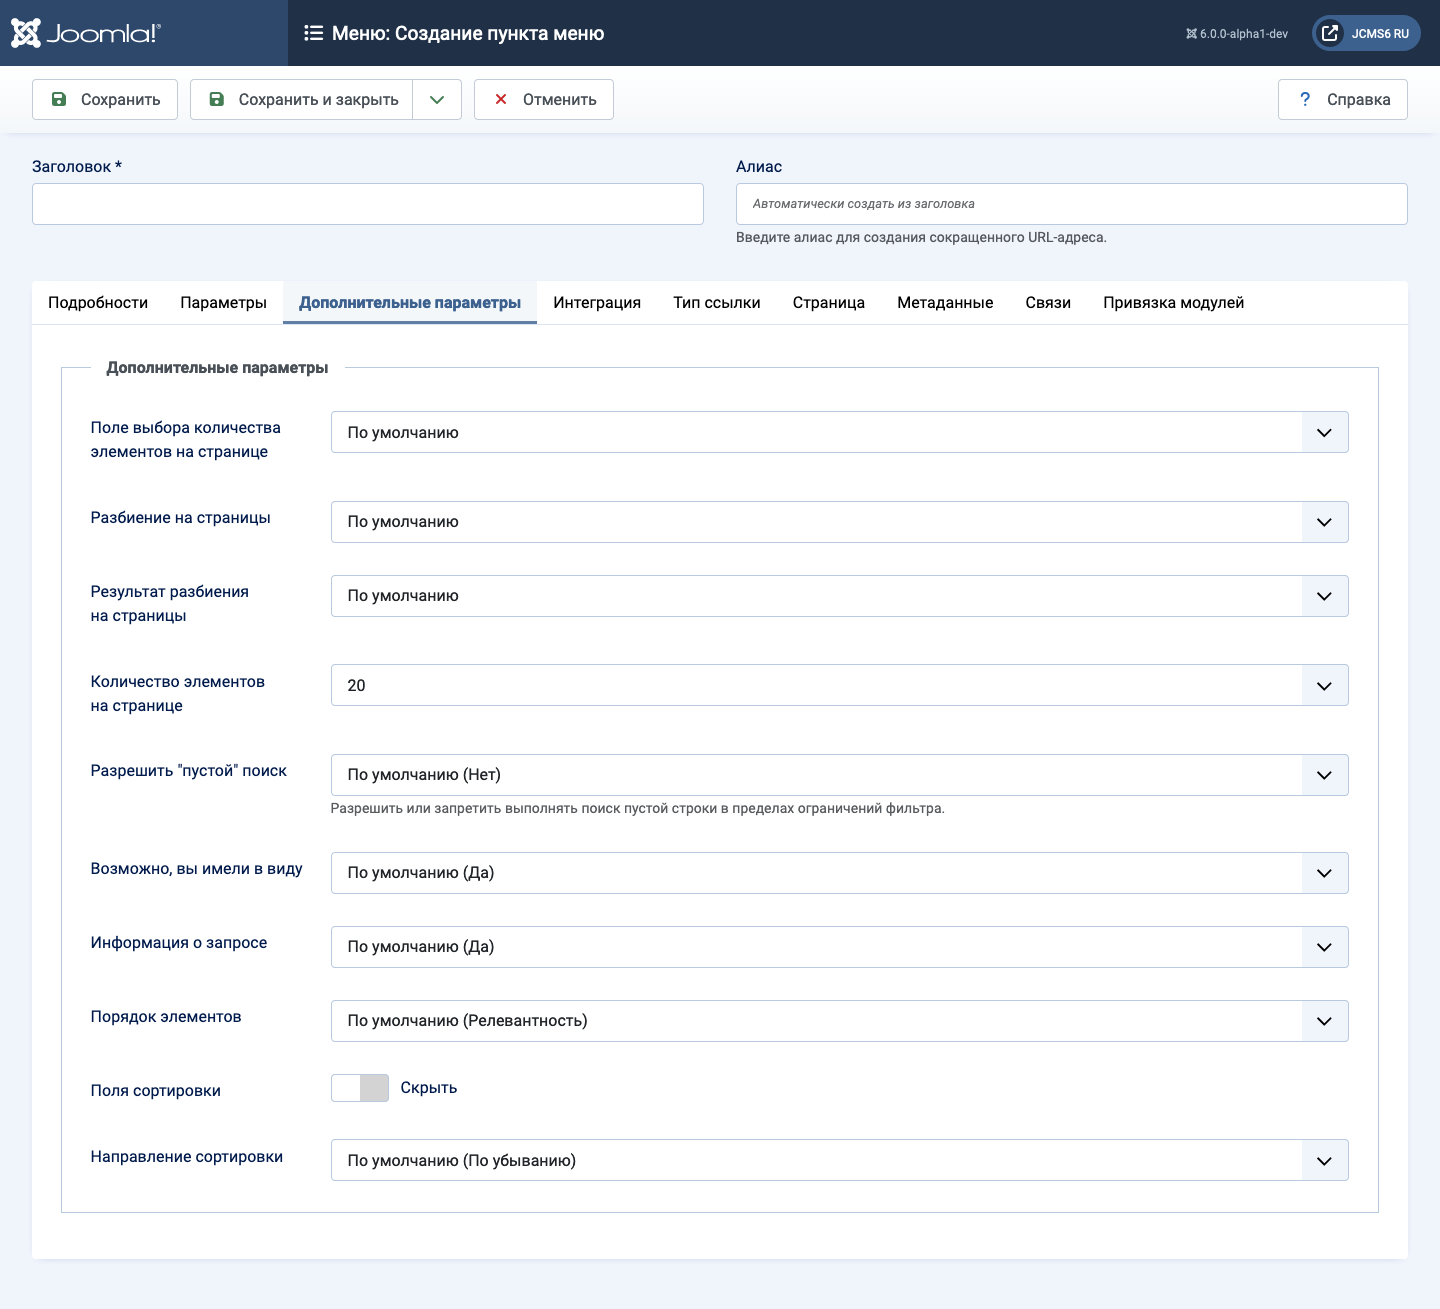 Joomla!®
Меню: Создание пункта меню
6.0.0-alpha1-dev
JCMS6 RU
Сохранить
Сохранить и закрыть
Отменить
? Справка
Заголовок *
Алиас
Автоматически создать из заголовка
Введите алиас для создания сокращенного URL-адреса.
Подробности
Параметры
Дополнительные параметры
Интеграция
Тип ссылки
Страница
Метаданные
Связи
Привязка модулей
Дополнительные параметры
Поле выбора количества
элементов на странице
По умолчанию
Разбиение на страницы
По умолчанию
Результат разбиения
на страницы
По умолчанию
Количество элементов
на странице
20
Разрешить "пустой" поиск
По умолчанию (Нет)
Разрешить или запретить выполнять поиск пустой строки в пределах ограничений фильтра.
Возможно, вы имели в виду
По умолчанию (Да)
Информация о запросе
По умолчанию (Да)
Порядок элементов
По умолчанию (Релевантность)
Поля сортировки
Скрыть
Направление сортировки
По умолчанию (По убыванию)